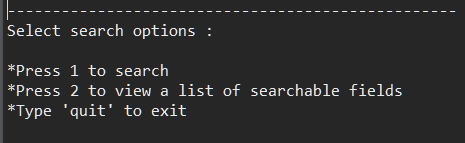 |--------------------------------------------------
Select search options :
*Press 1 to search
*Press 2 to view a list of searchable fields
*Type 'quit' to exit